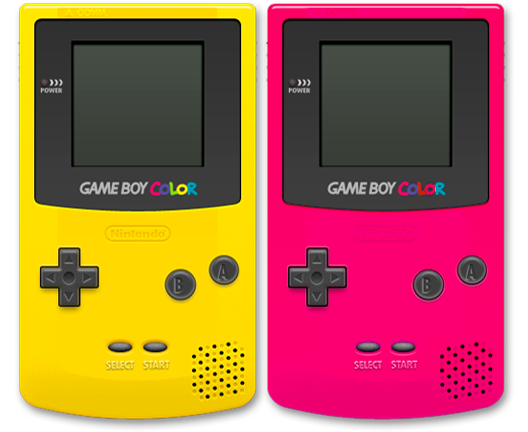 POWER
GAME BOY COLOR
Nintendo
B A
SELECT START
POWER
GAME BOY COLOR
B A
SELECT START